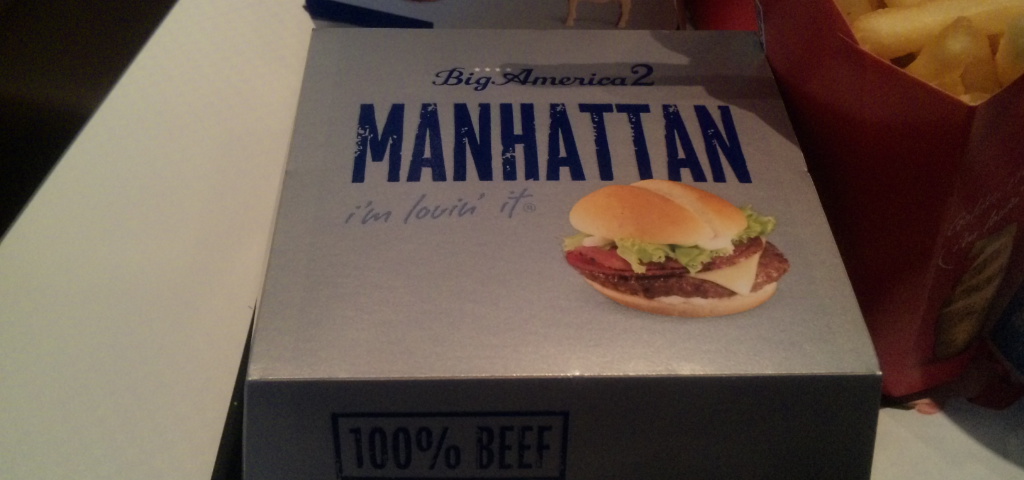 Big America 2
MANHATTAN
i'm lovin' it®
100% BEEF